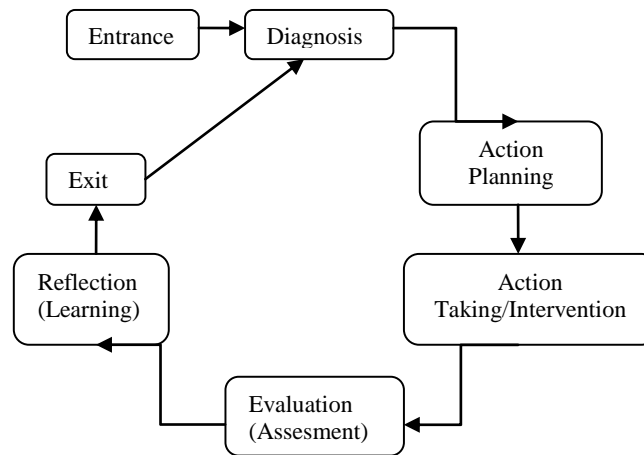 Entrance
Diagnosis
Action
Planning
Exit
Reflection
(Learning)
Action
Taking/Intervention
Evaluation
(Assesment)